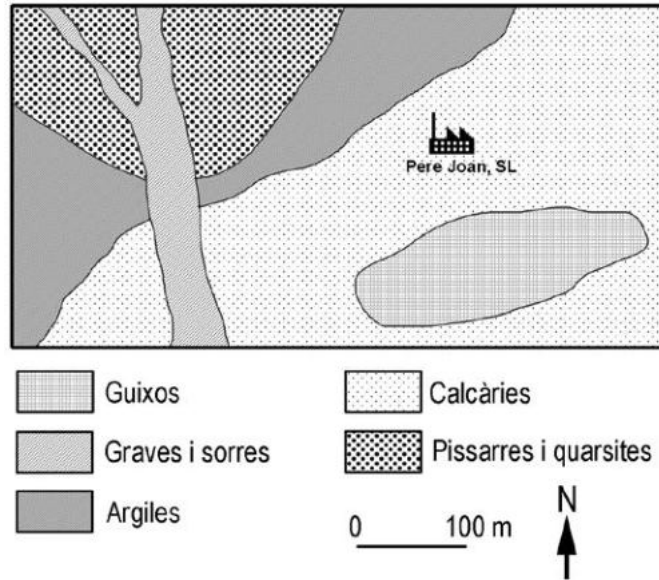 Pere Joan, SL
Guixos
Calcàries
Graves i sorres
Pissarres i quarsites
Argiles
0 100 m
N